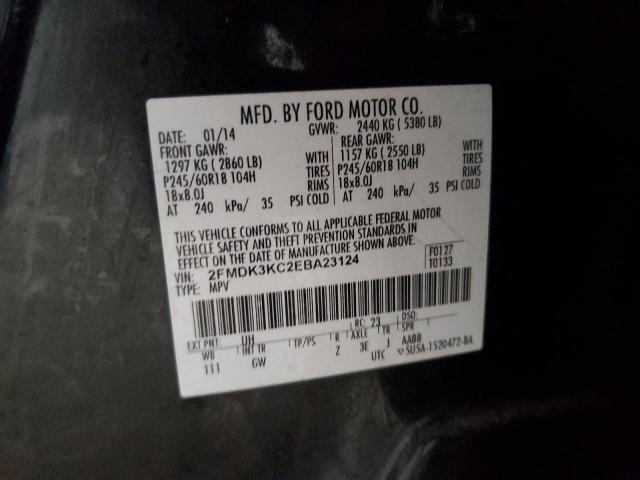 MFD. BY FORD MOTOR CO.
DATE: 01/14 GVWR: 2440 KG ( 5380 LB)
FRONT GAWR: REAR GAWR:
1297 KG ( 2860 LB) WITH 1157 KG ( 2550 LB) WITH
P245/60R18 104H TIRES P245/60R18 104H TIRES
18x8.0J RIMS 18x8.0J RIMS
AT 240 kPa/ 35 PSI COLD AT 240 kPa/ 35 PSI COLD
THIS VEHICLE CONFORMS TO ALL APPLICABLE FEDERAL MOTOR
VEHICLE SAFETY AND THEFT PREVENTION STANDARDS IN
EFFECT ON THE DATE OF MANUFACTURE SHOWN ABOVE.
VIN: 2FMDK3KC2EBA23124 F0127
TYPE: MPV T0133
EXT PNT: UH RC: 23 DSO:
WB INT TR TP/PS R AXLE TR SPR
111 GW Z 3E J AABB
UTC ▽5U5A-1520472-BA